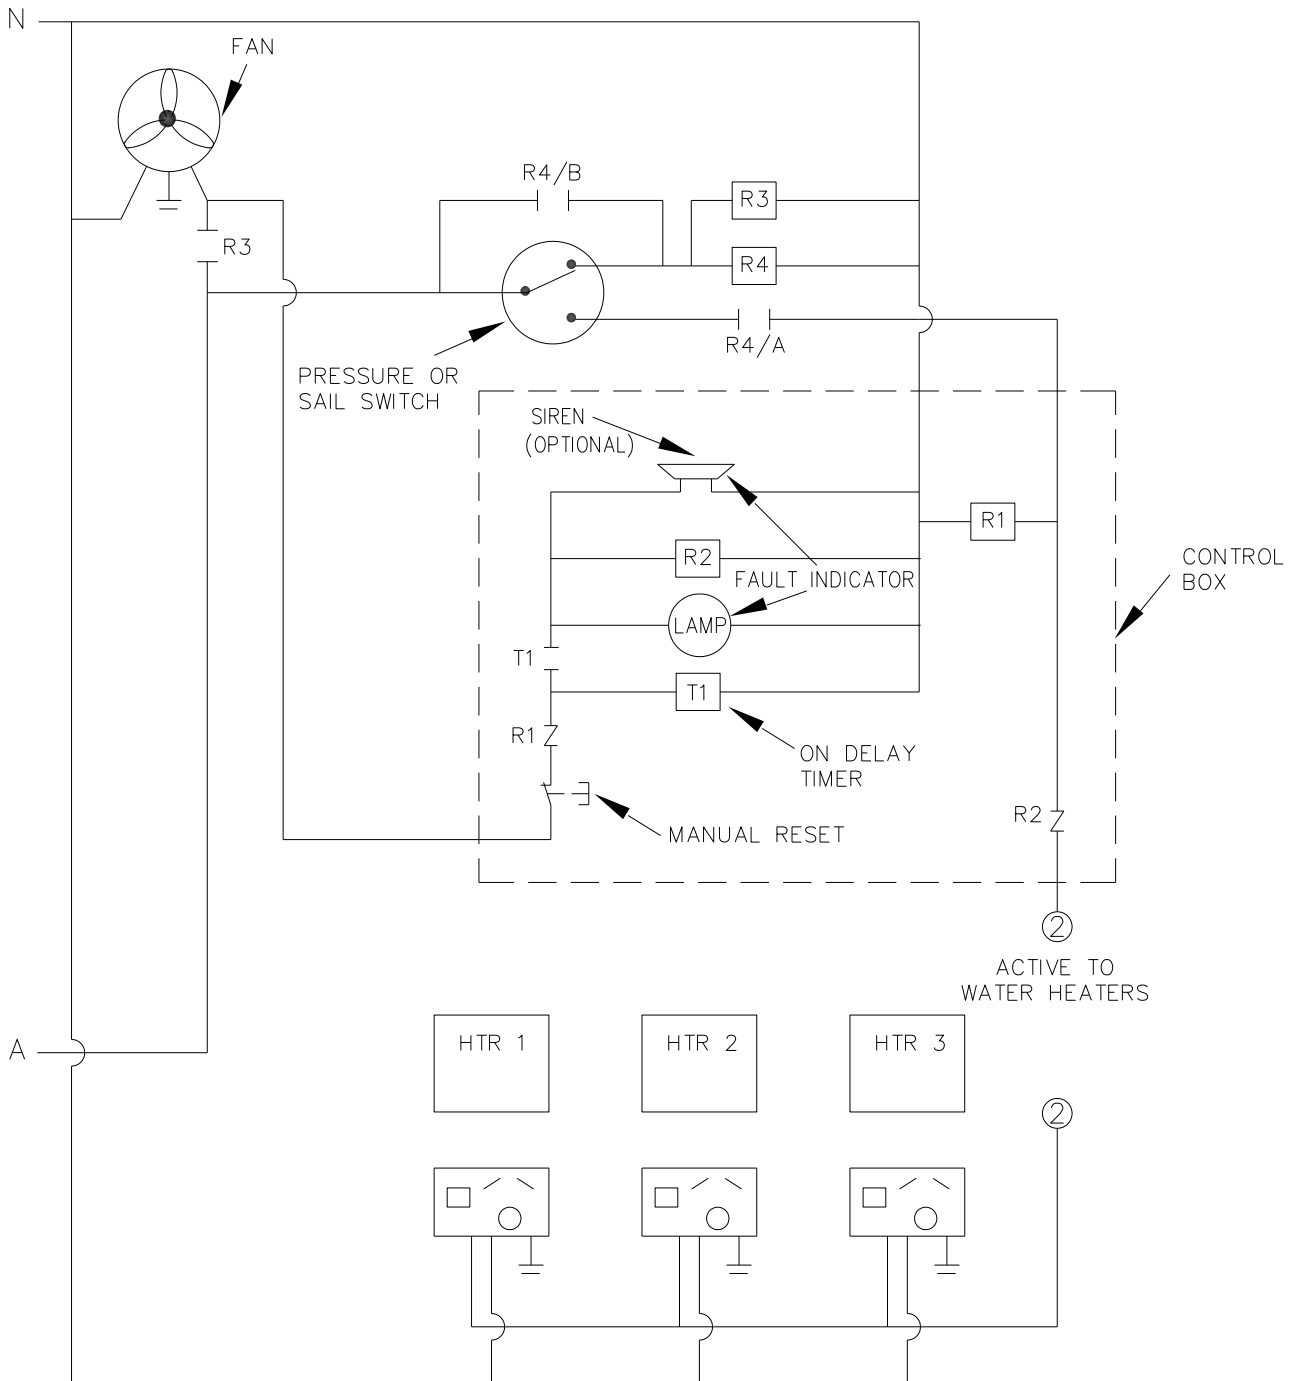 N
FAN
R4/B
R3
R3
R4
R4/A
PRESSURE OR
SAIL SWITCH
SIREN
(OPTIONAL)
R1
R2
FAULT INDICATOR
CONTROL
BOX
LAMP
T1
T1
R1
ON DELAY
TIMER
R2
MANUAL RESET
2
ACTIVE TO
WATER HEATERS
A
HTR 1
HTR 2
HTR 3
2